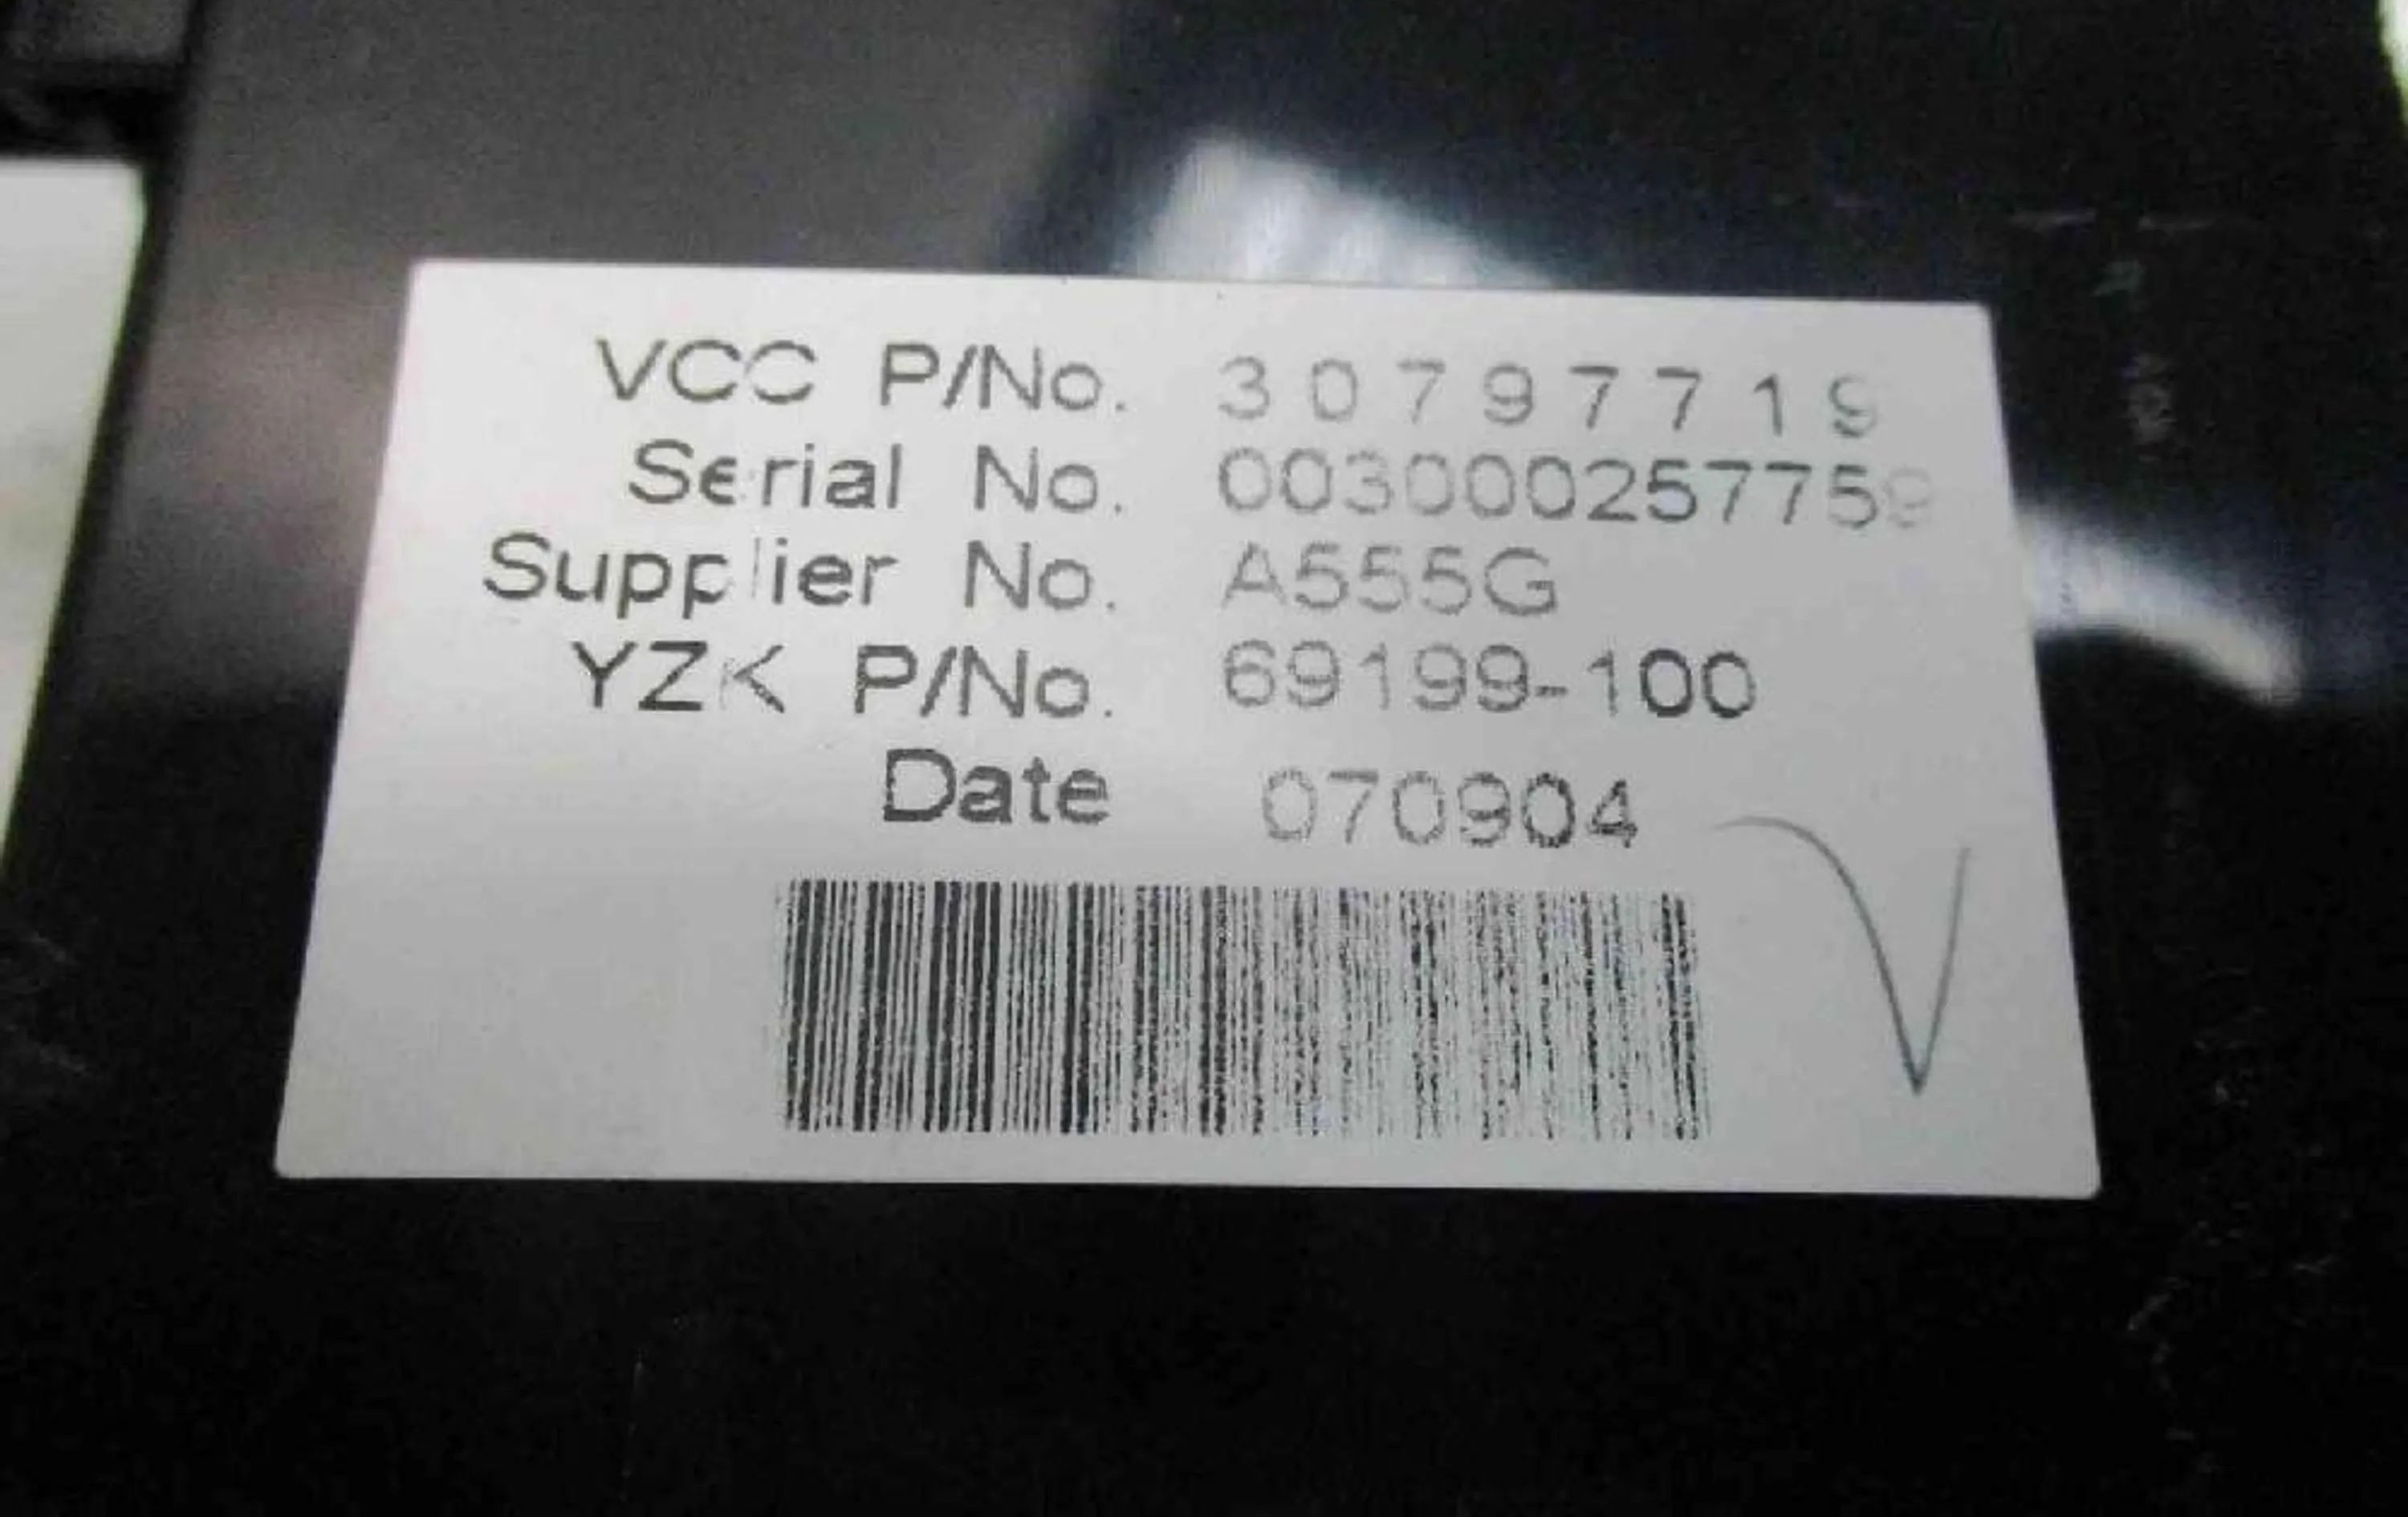 VCC P/No. 30797719
Serial No. 003000257759
Supplier No. A555G
YZK P/No. 69199-100
Date 070904